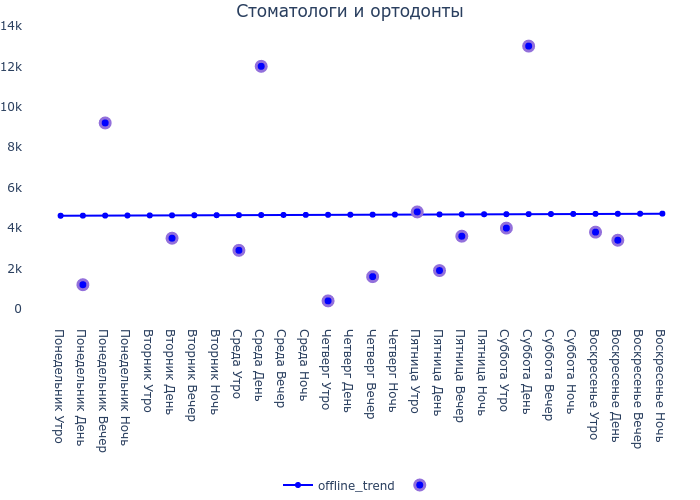 Стоматологи и ортодонты
14k
12k
10k
8k
6k
4k
2k
0
Понедельник Утро
Понедельник День
Понедельник Вечер
Понедельник Ночь
Вторник Утро
Вторник День
Вторник Вечер
Вторник Ночь
Среда Утро
Среда День
Среда Вечер
Среда Ночь
Четверг Утро
Четверг День
Четверг Вечер
Четверг Ночь
Пятница Утро
Пятница День
Пятница Вечер
Пятница Ночь
Суббота Утро
Суббота День
Суббота Вечер
Суббота Ночь
Воскресенье Утро
Воскресенье День
Воскресенье Вечер
Воскресенье Ночь
offline_trend